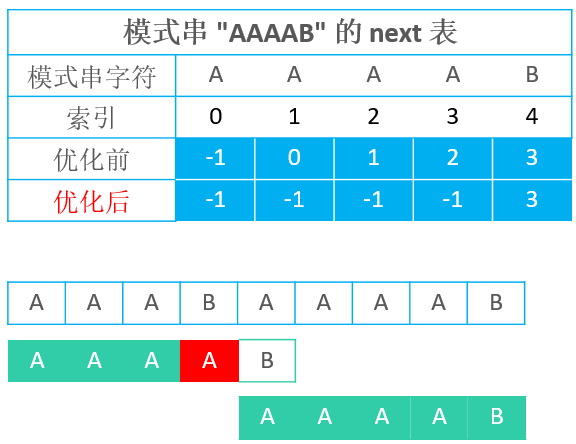 模式串 "AAAAB" 的 next 表
模式串字符 A A A A B
索引 0 1 2 3 4
优化前 -1 0 1 2 3
优化后 -1 -1 -1 -1 3
A A A B A A A A B
A A A A B
A A A A B